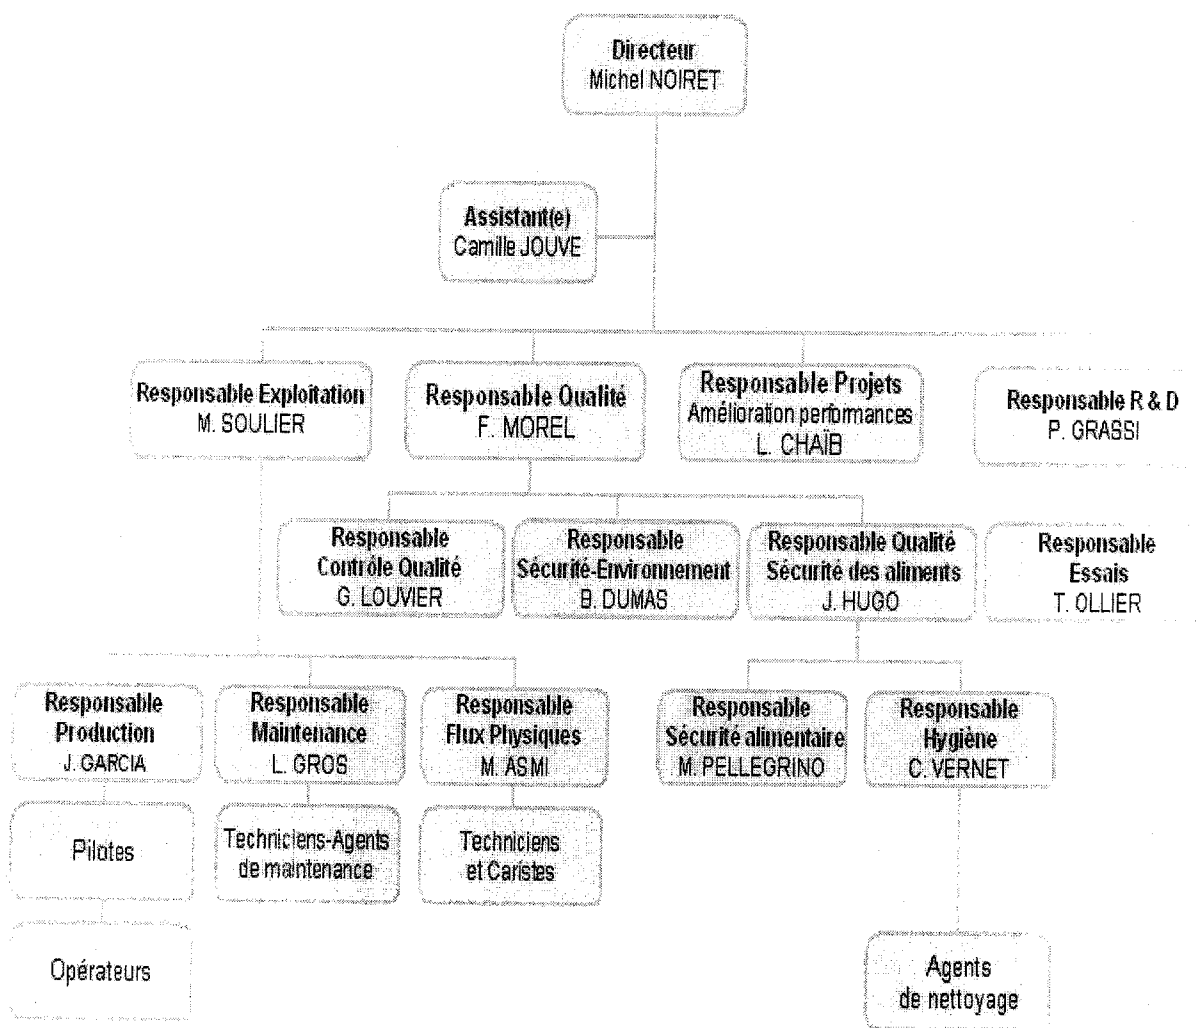 Directeur
Michel NOIRET
Assistant(e)
Camille JOUVE
Responsable Exploitation
M. SOULIER
Responsable Qualité
F. MOREL
Responsable Projets
Amélioration performances
L. CHAÏB
Responsable R & D
P. GRASSI
Responsable
Contrôle Qualité
G. LOUVIER
Responsable
Sécurité-Environnement
B. DUMAS
Responsable Qualité
Sécurité des aliments
J. HUGO
Responsable
Essais
T. OLLIER
Responsable
Production
J. GARCIA
Responsable
Maintenance
L. GROS
Responsable
Flux Physiques
M. ASMI
Responsable
Sécurité alimentaire
M. PELLEGRINO
Responsable
Hygiène
C. VERNET
Pilotes
Techniciens-Agents
de maintenance
Techniciens
et Caristes
Opérateurs
Agents
de nettoyage